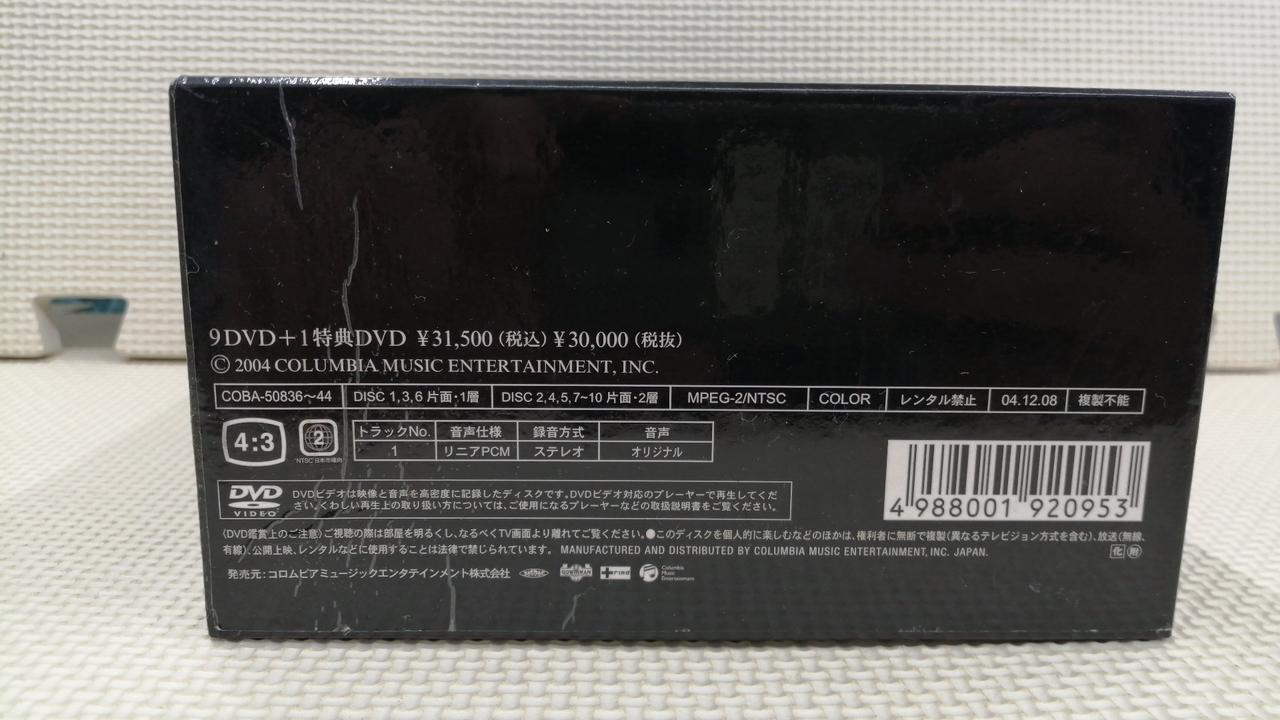 9DVD＋1特典DVD ￥31,500（税込）￥30,000（税抜）
Ⓒ 2004 COLUMBIA MUSIC ENTERTAINMENT, INC.
COBA-50836〜44 DISC 1,3,6 片面・1層 DISC 2,4,5,7~10 片面・2層 MPEG-2/NTSC COLOR レンタル禁止 04.12.08 複製不能
4:3 2 トラックNo. 音声仕様 録音方式 音声
1 リニアPCM ステレオ オリジナル
NTSC 日本市場向
DVD VIDEO
DVDビデオは映像と音声を高密度に記録したディスクです。DVDビデオ対応のプレーヤーで再生してくだ
さい。くわしい再生上の取り扱い方については、ご使用になるプレーヤーなどの取扱説明書をご覧ください。
4 988001 920953
〈DVD鑑賞上のご注意〉ご視聴の際は部屋を明るくし、なるべくTV画面より離れてご覧ください。●このディスクを個人的に楽しむなどのほかは、権利者に無断で複製（異なるテレビジョン方式を含む）、放送（無線、
有線）、公開上映、レンタルなどに使用することは法律で禁じられています。 MANUFACTURED AND DISTRIBUTED BY COLUMBIA MUSIC ENTERTAINMENT, INC. JAPAN.
発売元：コロムビアミュージックエンタテインメント株式会社
Columbia
Music
Entertainment